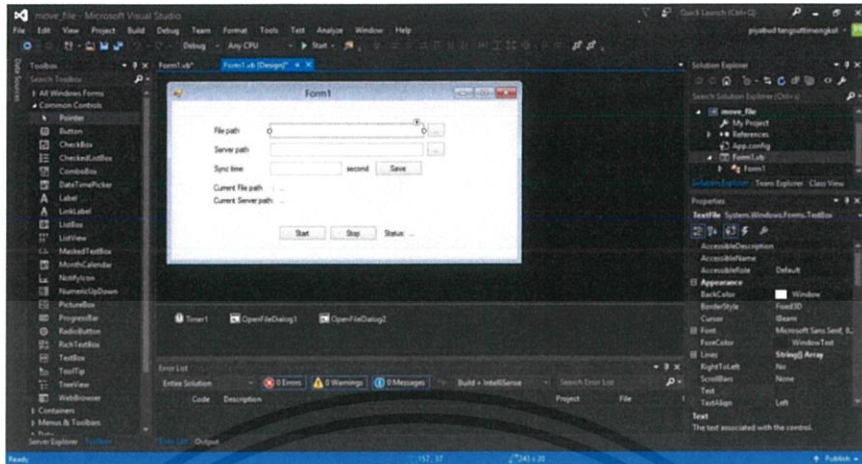 move_file - Microsoft Visual Studio
Quick Launch (Ctrl+Q)
File Edit View Project Build Debug Team Format Tools Test Analyze Window Help
Debug Any CPU Start
Data Sources
Toolbox
Search Toolbox
All Windows Forms
Common Controls
Pointer
Button
CheckBox
CheckedListBox
ComboBox
DateTimePicker
Label
LinkLabel
ListBox
ListView
MaskedTextBox
MonthCalendar
NotifyIcon
NumericUpDown
PictureBox
ProgressBar
RadioButton
RichTextBox
TextBox
ToolTip
TreeView
WebBrowser
Containers
Menus & Toolbars
Server Explorer Toolbox
Form1.vb* Form1.vb [Design]*
Form1
File path ...
Server path ...
Sync time second Save
Current File path : ...
Current Server path: ...
Start Stop Status: ...
Timer1 OpenFileDialog1 OpenFileDialog2
Error List
Entire Solution 0 Errors 0 Warnings 0 Messages Build + IntelliSense Search Error List
Code Description Project File
Error List Output
Solution Explorer
Search Solution Explorer (Ctrl+;)
move_file
My Project
References
App.config
Form1.vb
Form1
Solution Explorer Team Explorer Class View
Properties
TextFile System.Windows.Forms.TextBox
AccessibleDescription
AccessibleName
AccessibleRole Default
Appearance
BackColor Window
BorderStyle Fixed3D
Cursor IBeam
Font Microsoft Sans Serif, 8.
ForeColor WindowText
Lines String[] Array
RightToLeft No
ScrollBars None
Text
TextAlign Left
Text
The text associated with the control.
Ready 157, 37 243 x 20 Publish